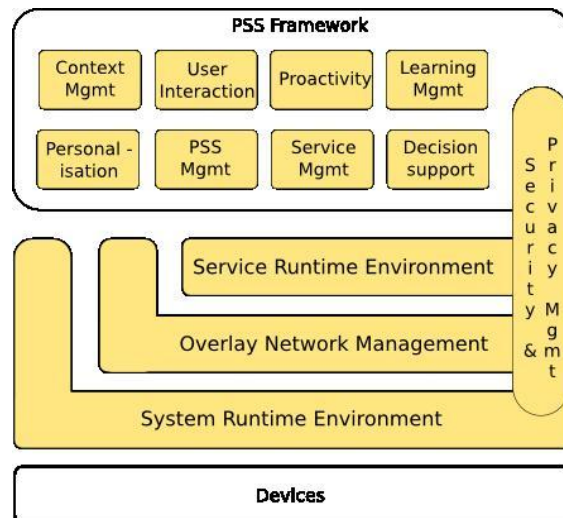 PSS Framework
Context
Mgmt
User
Interaction
Proactivity
Learning
Mgmt
Personal -
isation
PSS
Mgmt
Service
Mgmt
Decision
support
Security &
Privacy Mgmt
Service Runtime Environment
Overlay Network Management
System Runtime Environment
Devices